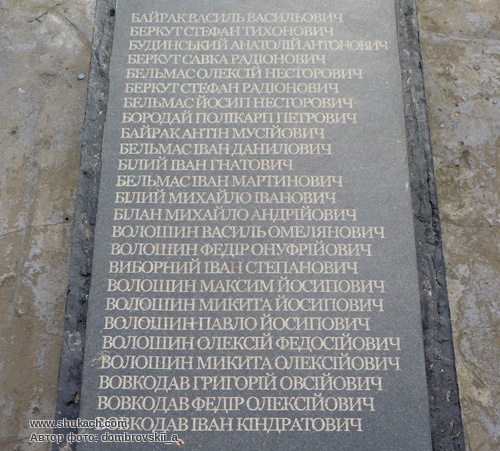 БАЙРАК ВАСИЛЬ ВАСИЛЬОВИЧ
БЕРКУТ СТЕФАН ТИХОНОВИЧ
БУДИНСЬКИЙ АНАТОЛІЙ АНТОНОВИЧ
БЕРКУТ САВКА РАДІОНОВИЧ
БЕЛЬМАС ОЛЕКСІЙ НЕСТОРОВИЧ
БЕРКУТ СТЕФАН РАДІОНОВИЧ
БЕЛЬМАС ЙОСИП НЕСТОРОВИЧ
БОРОДАЙ ПОЛІКАРП ПЕТРОВИЧ
БАЙРАК АНТІН МУСІЙОВИЧ
БЕЛЬМАС ІВАН ДАНИЛОВИЧ
БІЛИЙ ІВАН ГНАТОВИЧ
БЕЛЬМАС ІВАН МАРТИНОВИЧ
БІЛИЙ МИХАЙЛО ІВАНОВИЧ
БІЛАН МИХАЙЛО АНДРІЙОВИЧ
ВОЛОШИН ВАСИЛЬ ОМЕЛЯНОВИЧ
ВОЛОШИН ФЕДІР ОНУФРІЙОВИЧ
ВИБОРНИЙ ІВАН СТЕПАНОВИЧ
ВОЛОШИН МАКСИМ ЙОСИПОВИЧ
ВОЛОШИН МИКИТА ЙОСИПОВИЧ
ВОЛОШИН ПАВЛО ЙОСИПОВИЧ
ВОЛОШИН ОЛЕКСІЙ ФЕДОСІЙОВИЧ
ВОЛОШИН МИКИТА ОЛЕКСІЙОВИЧ
ВОВКОДАВ ГРИГОРІЙ ОВСІЙОВИЧ
ВОВКОДАВ ФЕДІР ОЛЕКСІЙОВИЧ
ВОВКОДАВ ІВАН КІНДРАТОВИЧ
www.shukach.com
Автор фото: dombrovskii_a_